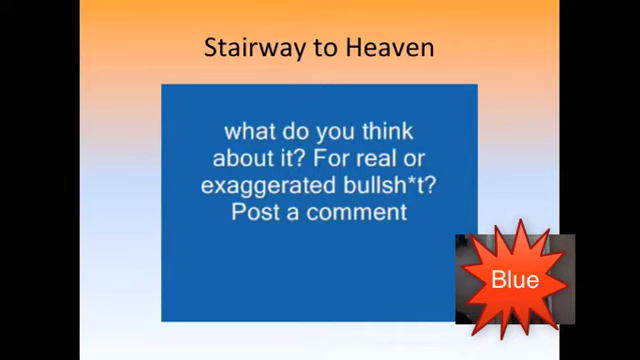 Stairway to Heaven
what do you think
about it? For real or
exaggerated bullsh*t?
Post a comment
Blue